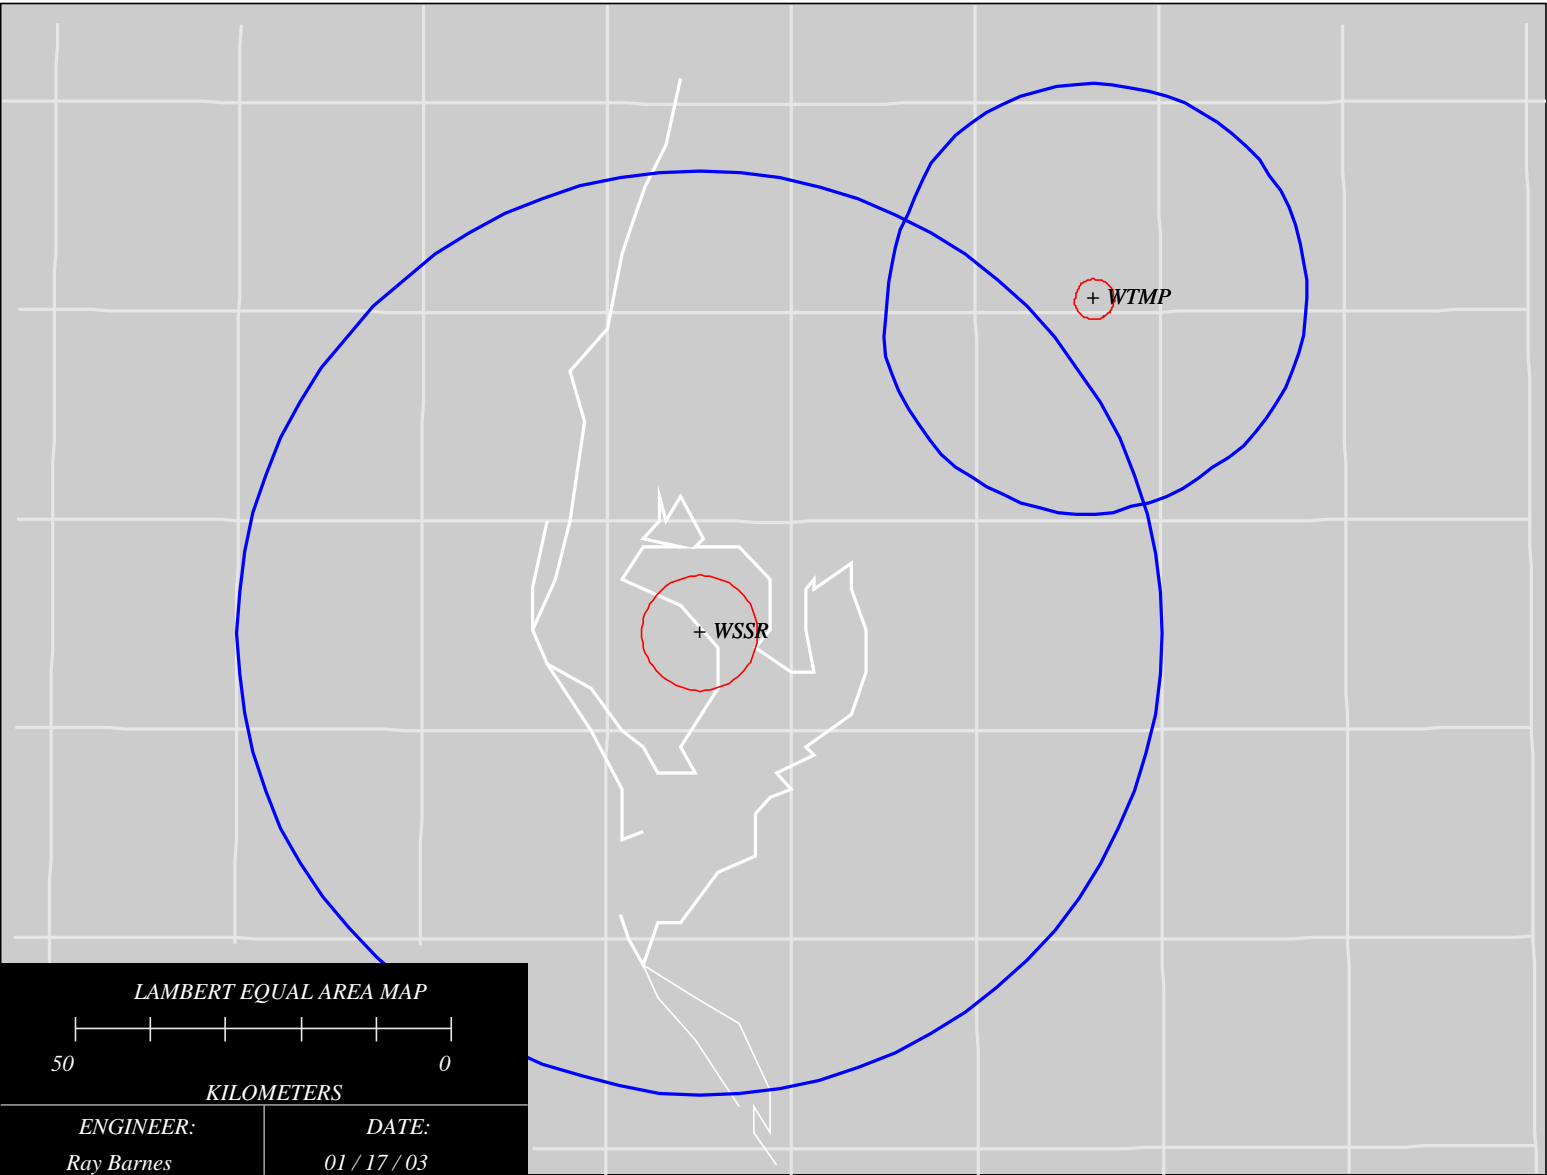 + WTMP
+ WSSR
LAMBERT EQUAL AREA MAP
50 0
KILOMETERS
ENGINEER: DATE:
Ray Barnes 01 / 17 / 03